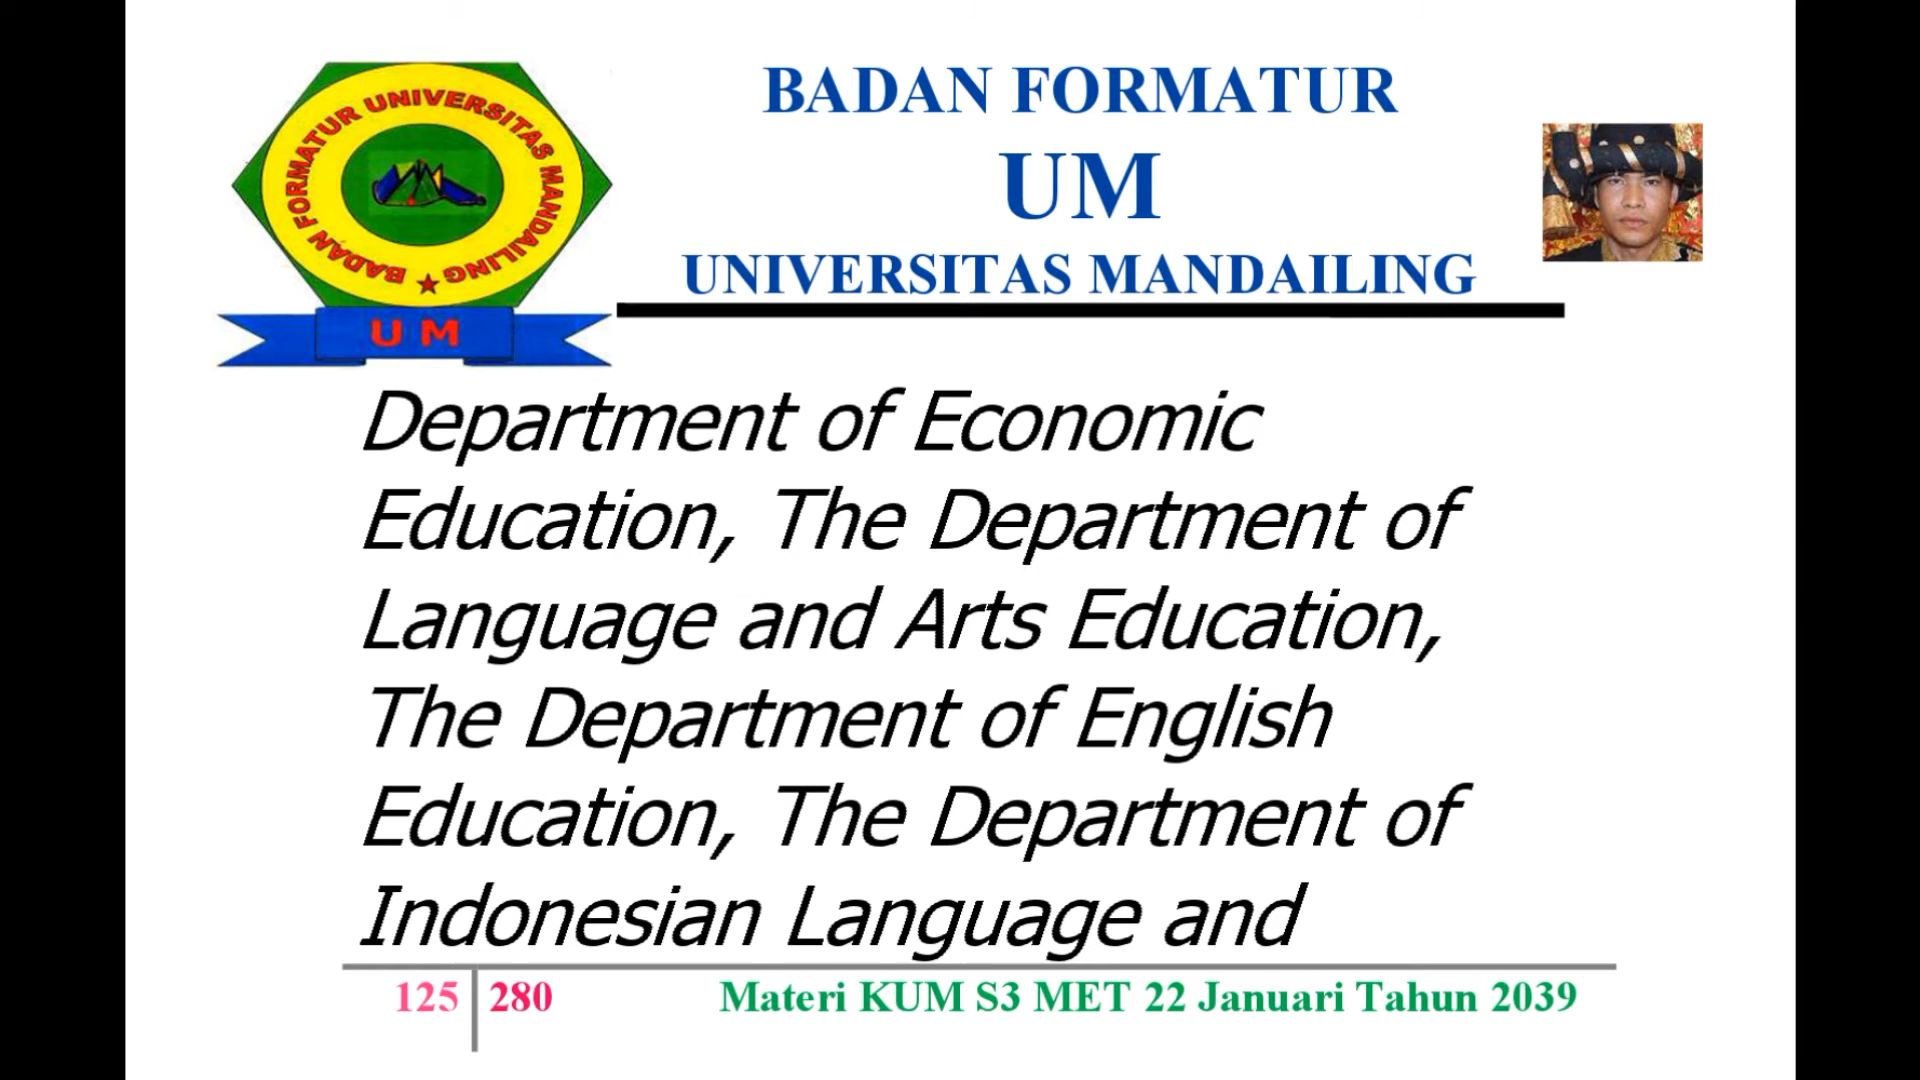 BADAN FORMATUR UNIVERSITAS MANDAILING
U M
BADAN FORMATUR
UM
UNIVERSITAS MANDAILING
Department of Economic
Education, The Department of
Language and Arts Education,
The Department of English
Education, The Department of
Indonesian Language and
125 280 Materi KUM S3 MET 22 Januari Tahun 2039